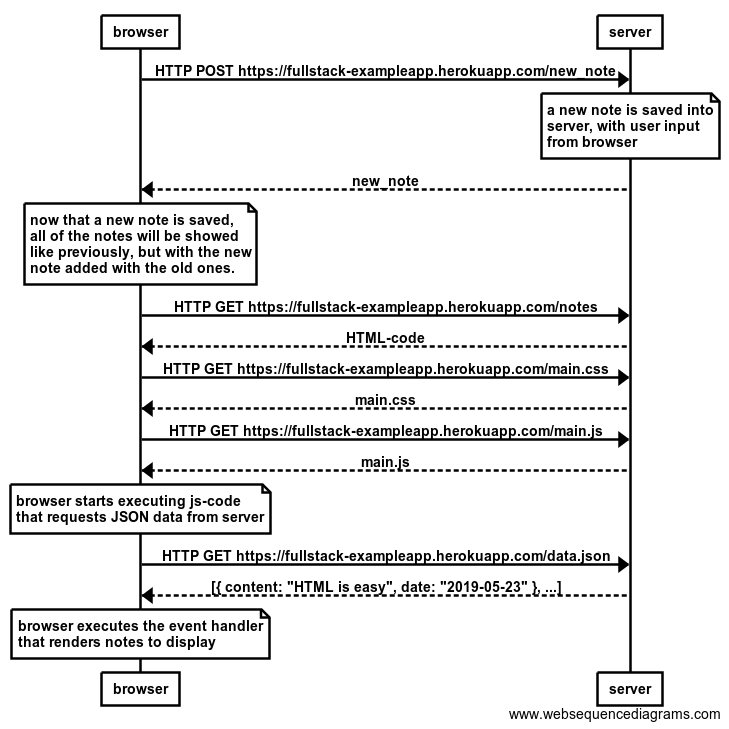 browser
server
HTTP POST https://fullstack-exampleapp.herokuapp.com/new_note
a new note is saved into
server, with user input
from browser
new_note
now that a new note is saved,
all of the notes will be showed
like previously, but with the new
note added with the old ones.
HTTP GET https://fullstack-exampleapp.herokuapp.com/notes
HTML-code
HTTP GET https://fullstack-exampleapp.herokuapp.com/main.css
main.css
HTTP GET https://fullstack-exampleapp.herokuapp.com/main.js
main.js
browser starts executing js-code
that requests JSON data from server
HTTP GET https://fullstack-exampleapp.herokuapp.com/data.json
[{ content: "HTML is easy", date: "2019-05-23" }, ...]
browser executes the event handler
that renders notes to display
browser
server
www.websequencediagrams.com